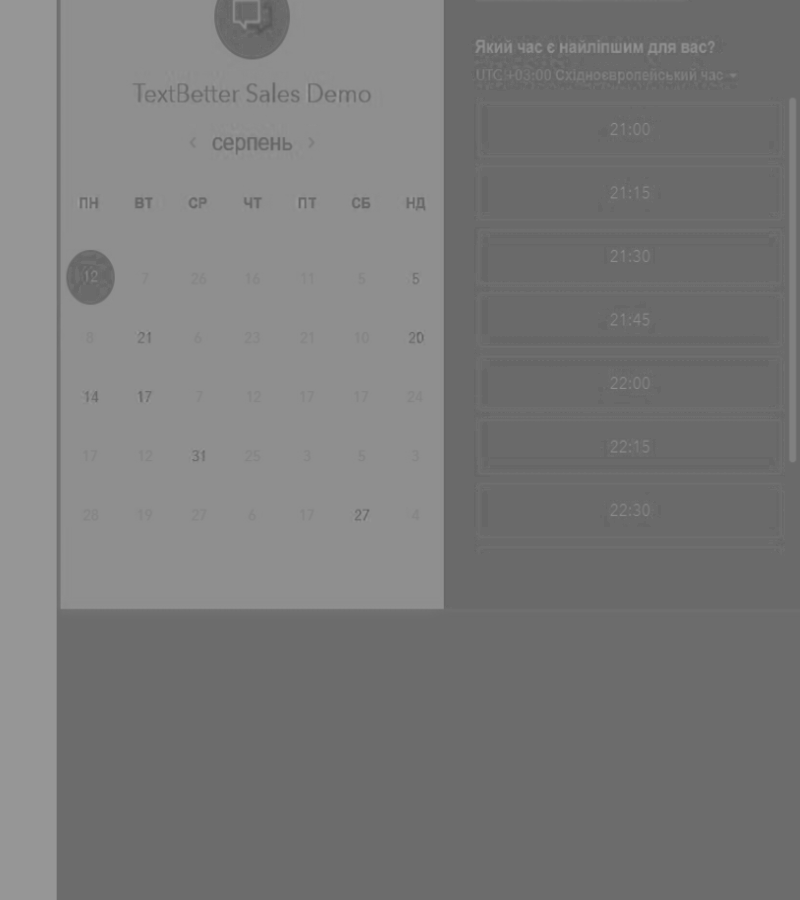 TextBetter Sales Demo
‹ серпень ›
ПН ВТ СР ЧТ ПТ СБ НД
12 7 26 16 11 5 5
8 21 6 23 21 10 20
14 17 7 12 17 17 24
17 12 31 25 3 5 3
28 19 27 6 17 27 4
Який час є найліпшим для вас?
UTC +03:00 Східноєвропейський час
21:00
21:15
21:30
21:45
22:00
22:15
22:30